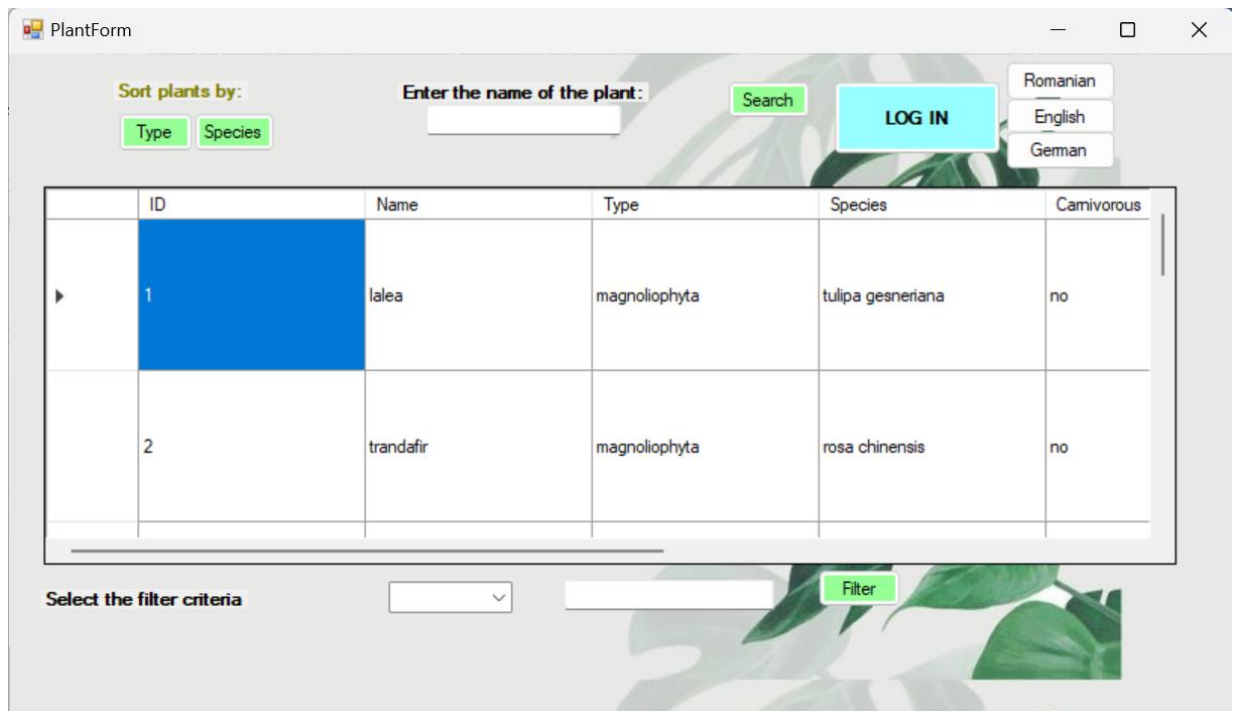 PlantForm
Sort plants by:
Type Species
Enter the name of the plant:
Search
LOG IN
Romanian
English
German
ID Name Type Species Carnivorous
1 lalea magnoliophyta tulipa gesneriana no
2 trandafir magnoliophyta rosa chinensis no
Select the filter criteria
Filter